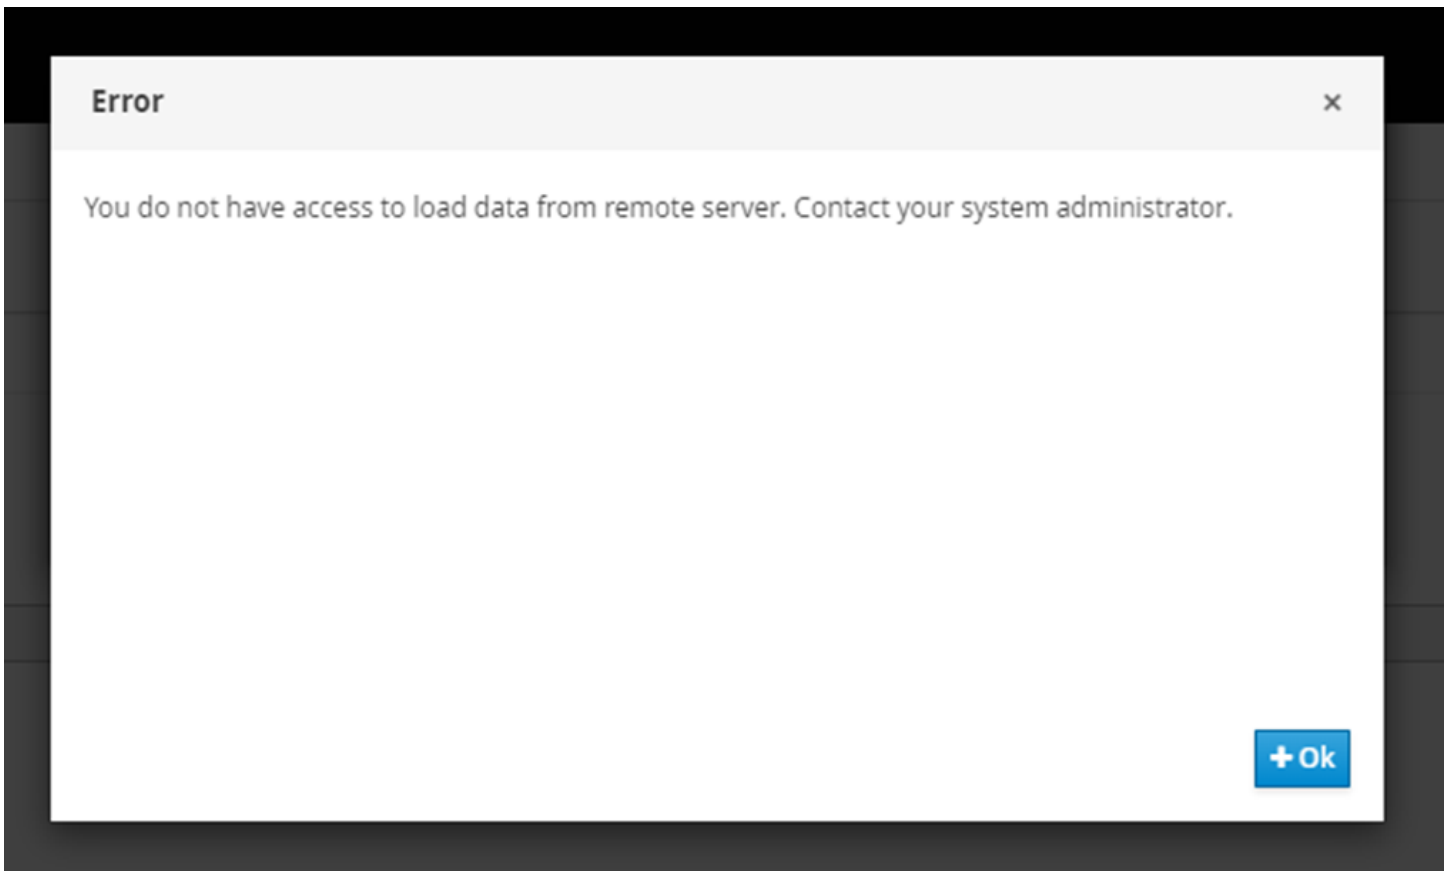 Error
You do not have access to load data from remote server. Contact your system administrator.
Ok